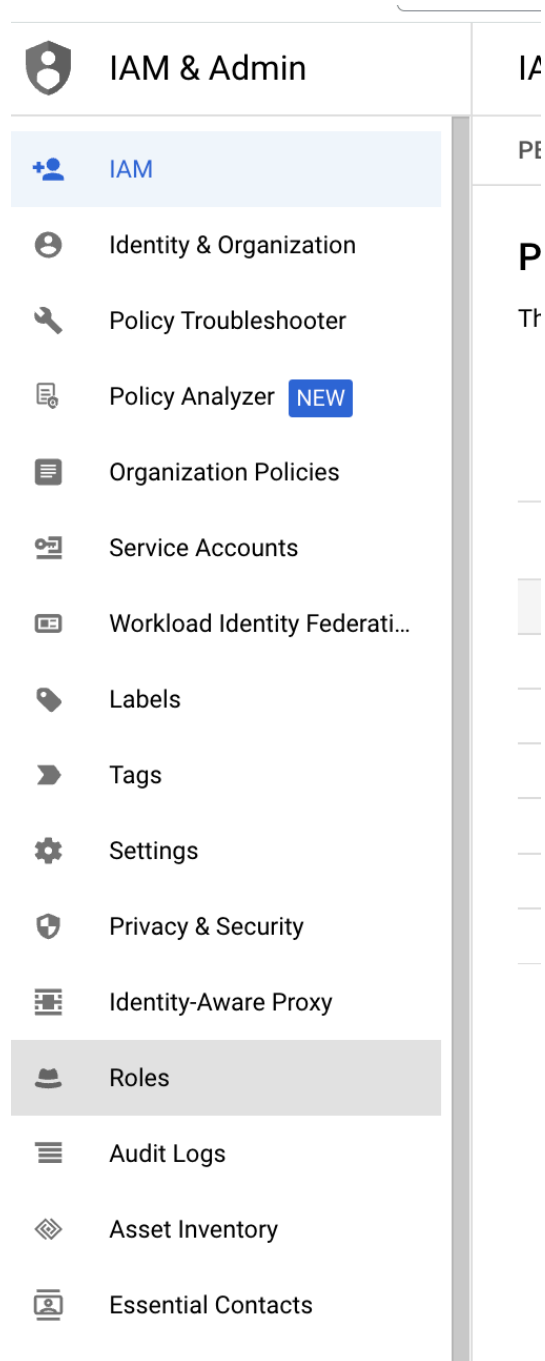 IAM & Admin
IAM
Identity & Organization
Policy Troubleshooter
Policy Analyzer NEW
Organization Policies
Service Accounts
Workload Identity Federati...
Labels
Tags
Settings
Privacy & Security
Identity-Aware Proxy
Roles
Audit Logs
Asset Inventory
Essential Contacts